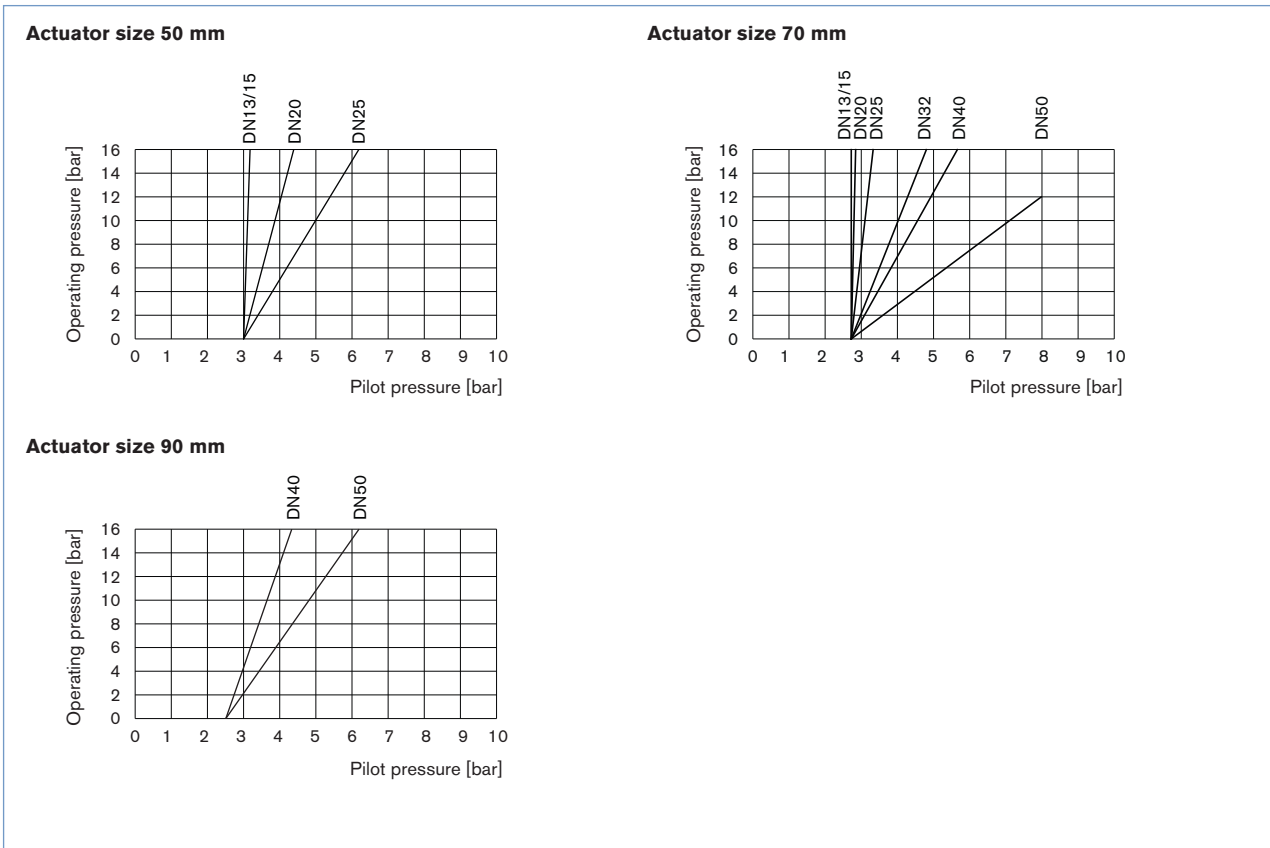 Actuator size 50 mm
DN13/15
DN20
DN25
Operating pressure [bar]
16
14
12
10
8
6
4
2
0
0 1 2 3 4 5 6 7 8 9 10
Pilot pressure [bar]
Actuator size 70 mm
DN13/15
DN20
DN25
DN32
DN40
DN50
Operating pressure [bar]
16
14
12
10
8
6
4
2
0
0 1 2 3 4 5 6 7 8 9 10
Pilot pressure [bar]
Actuator size 90 mm
DN40
DN50
Operating pressure [bar]
16
14
12
10
8
6
4
2
0
0 1 2 3 4 5 6 7 8 9 10
Pilot pressure [bar]